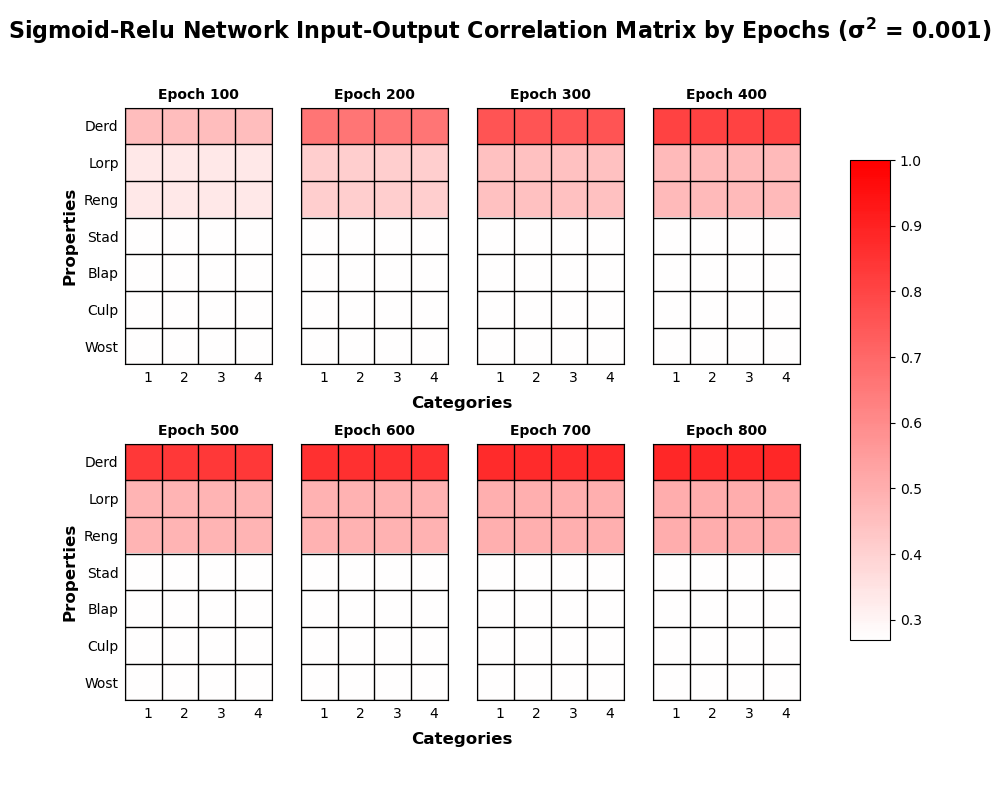 Sigmoid-Relu Network Input-Output Correlation Matrix by Epochs (σ² = 0.001)
Epoch 100 Epoch 200 Epoch 300 Epoch 400
Properties
Derd
Lorp
Reng
Stad
Blap
Culp
Wost
1 2 3 4 1 2 3 4 1 2 3 4 1 2 3 4
Categories
Epoch 500 Epoch 600 Epoch 700 Epoch 800
Properties
Derd
Lorp
Reng
Stad
Blap
Culp
Wost
1 2 3 4 1 2 3 4 1 2 3 4 1 2 3 4
Categories
1.0
0.9
0.8
0.7
0.6
0.5
0.4
0.3